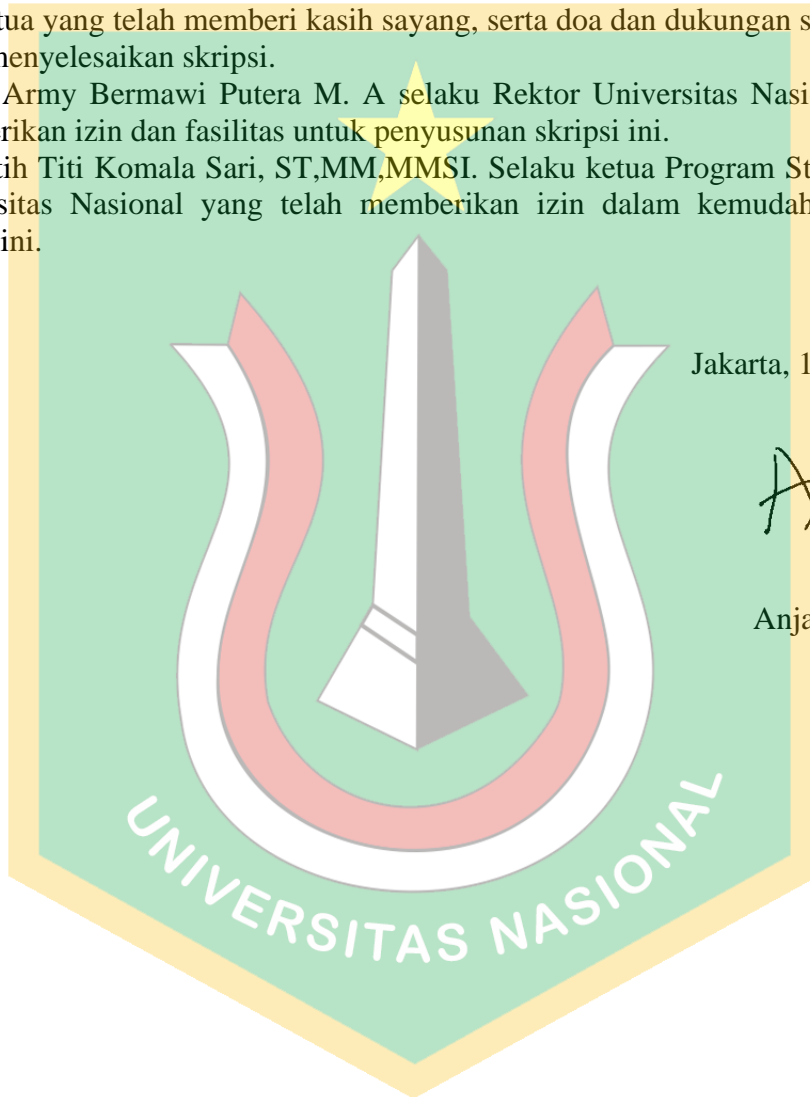 tua yang telah memberi kasih sayang, serta doa dan dukungan s
menyelesaikan skripsi.
Army Bermawi Putera M. A selaku Rektor Universitas Nasi
erikan izin dan fasilitas untuk penyusunan skripsi ini.
tih Titi Komala Sari, ST,MM,MMSI. Selaku ketua Program St
sitas Nasional yang telah memberikan izin dalam kemudah
ini.
Jakarta, 1
Anja
UNIVERSITAS NASIONAL